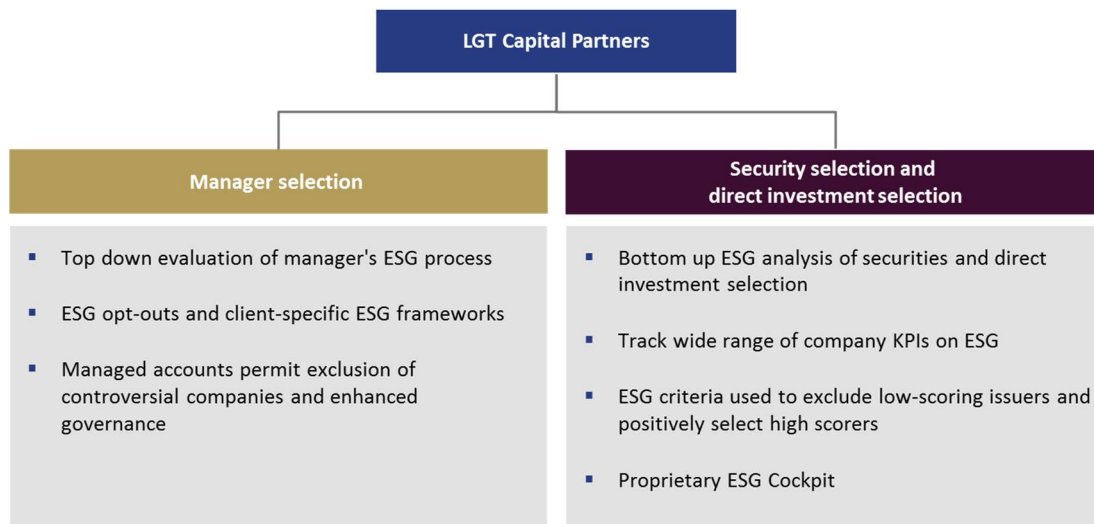 LGT Capital Partners
Manager selection
Security selection and
direct investment selection
▪ Top down evaluation of manager's ESG process
▪ ESG opt-outs and client-specific ESG frameworks
▪ Managed accounts permit exclusion of
controversial companies and enhanced
governance
▪ Bottom up ESG analysis of securities and direct
investment selection
▪ Track wide range of company KPIs on ESG
▪ ESG criteria used to exclude low-scoring issuers and
positively select high scorers
▪ Proprietary ESG Cockpit